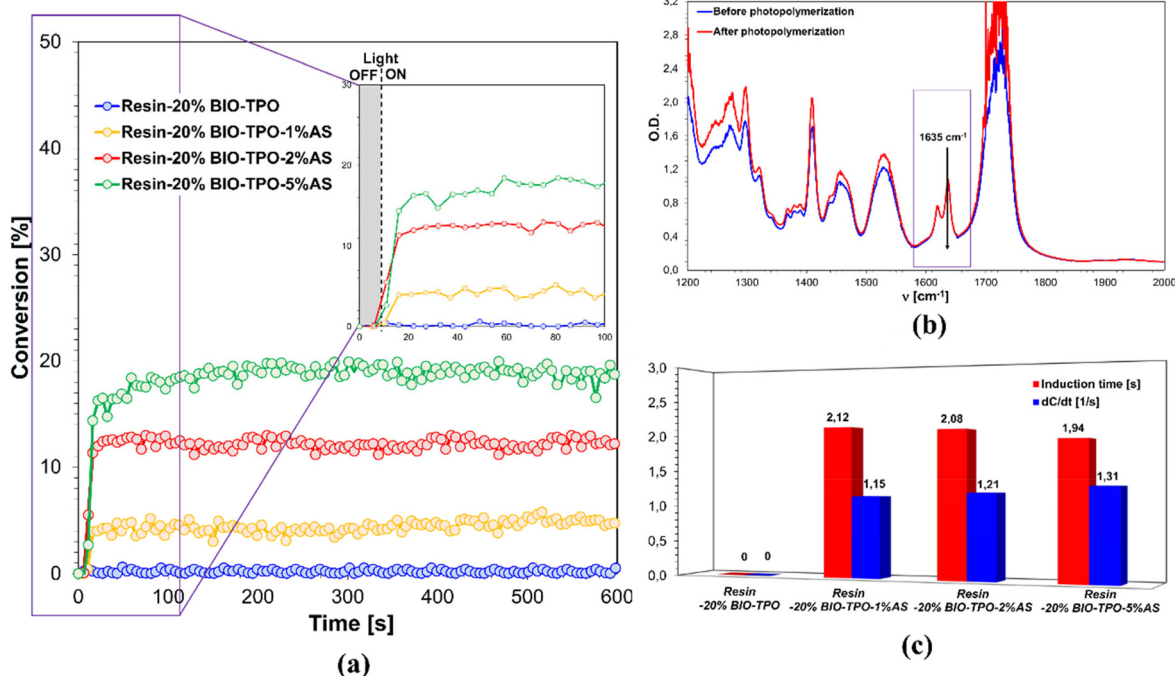 50
40
30
20
10
0
Conversion [%]
Resin-20% BIO-TPO
Resin-20% BIO-TPO-1%AS
Resin-20% BIO-TPO-2%AS
Resin-20% BIO-TPO-5%AS
Light
OFF ON
30
20
10
0
0 20 40 60 80 100
0 100 200 300 400 500 600
Time [s]
(a)
3,2
2,8
2,4
2,0
1,6
1,2
0,8
0,4
0,0
O.D.
Before photopolymerization
After photopolymerization
1635 cm-1
1200 1300 1400 1500 1600 1700 1800 1900 2000
ν [cm-1]
(b)
3,0
2,5
2,0
1,5
1,0
0,5
0,0
Induction time [s]
dC/dt [1/s]
0 0
2,12
1,15
2,08
1,21
1,94
1,31
Resin
-20% BIO-TPO
Resin
-20% BIO-TPO-1%AS
Resin
-20% BIO-TPO-2%AS
Resin
-20% BIO-TPO-5%AS
(c)